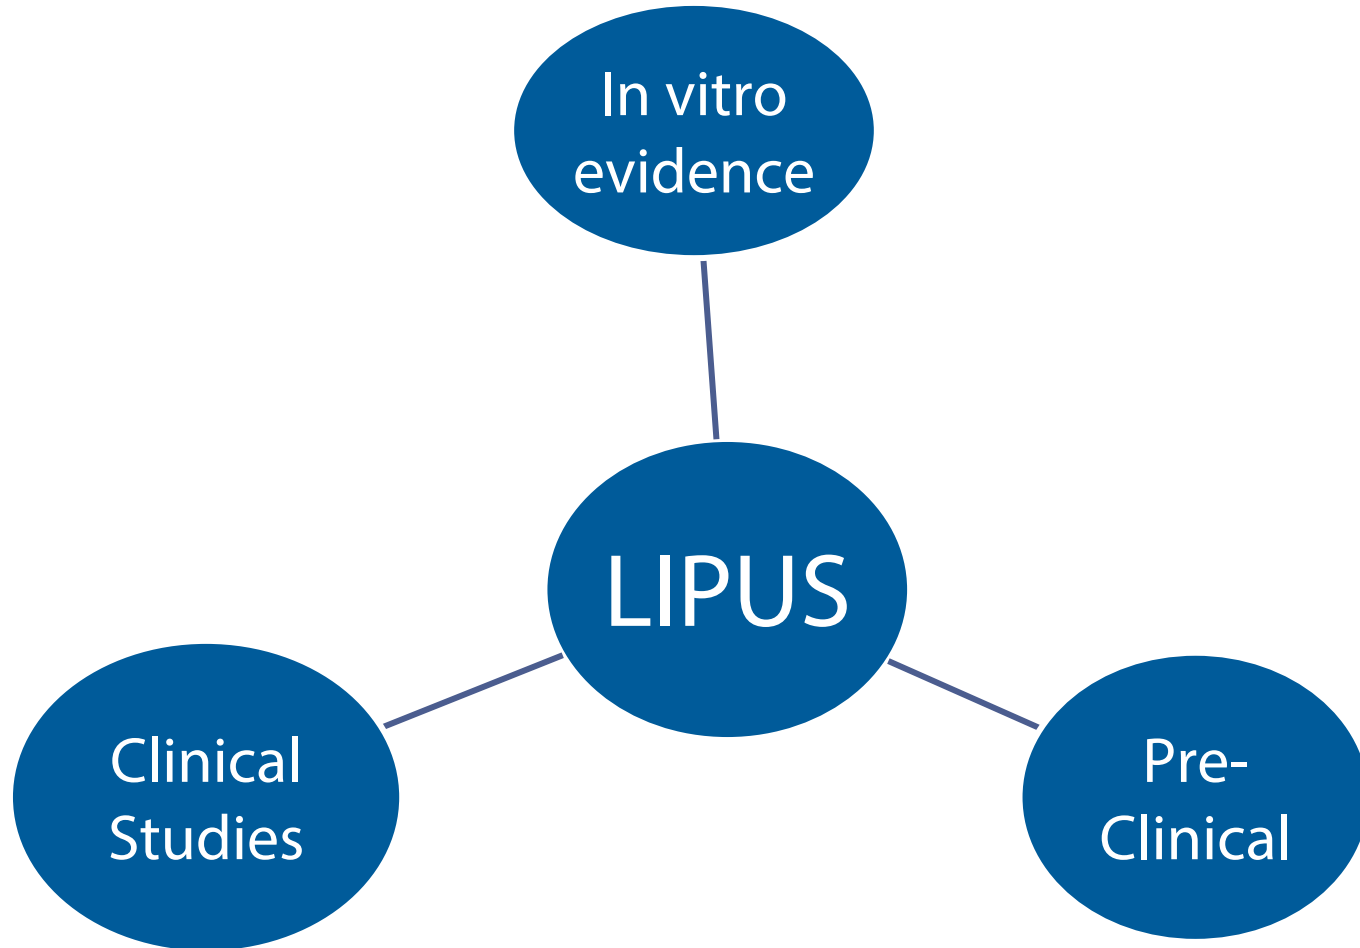 In vitro
evidence
LIPUS
Clinical
Studies
Pre-
Clinical